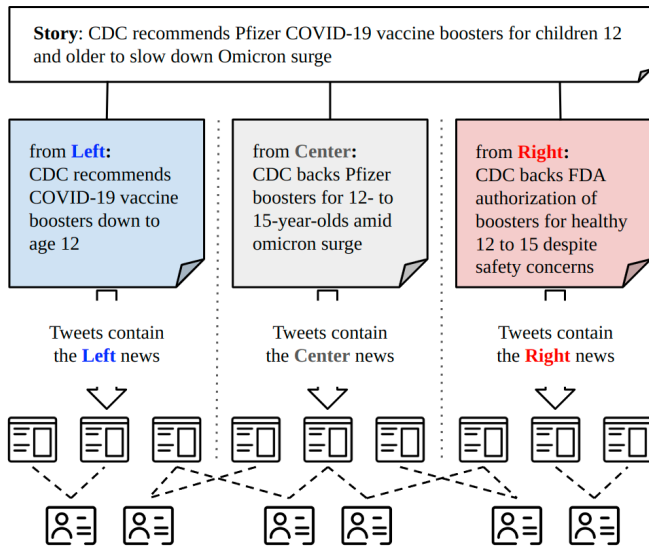 Story: CDC recommends Pfizer COVID-19 vaccine boosters for children 12
and older to slow down Omicron surge
from Left:
CDC recommends
COVID-19 vaccine
boosters down to
age 12
from Center:
CDC backs Pfizer
boosters for 12- to
15-year-olds amid
omicron surge
from Right:
CDC backs FDA
authorization of
boosters for healthy
12 to 15 despite
safety concerns
Tweets contain
the Left news
Tweets contain
the Center news
Tweets contain
the Right news